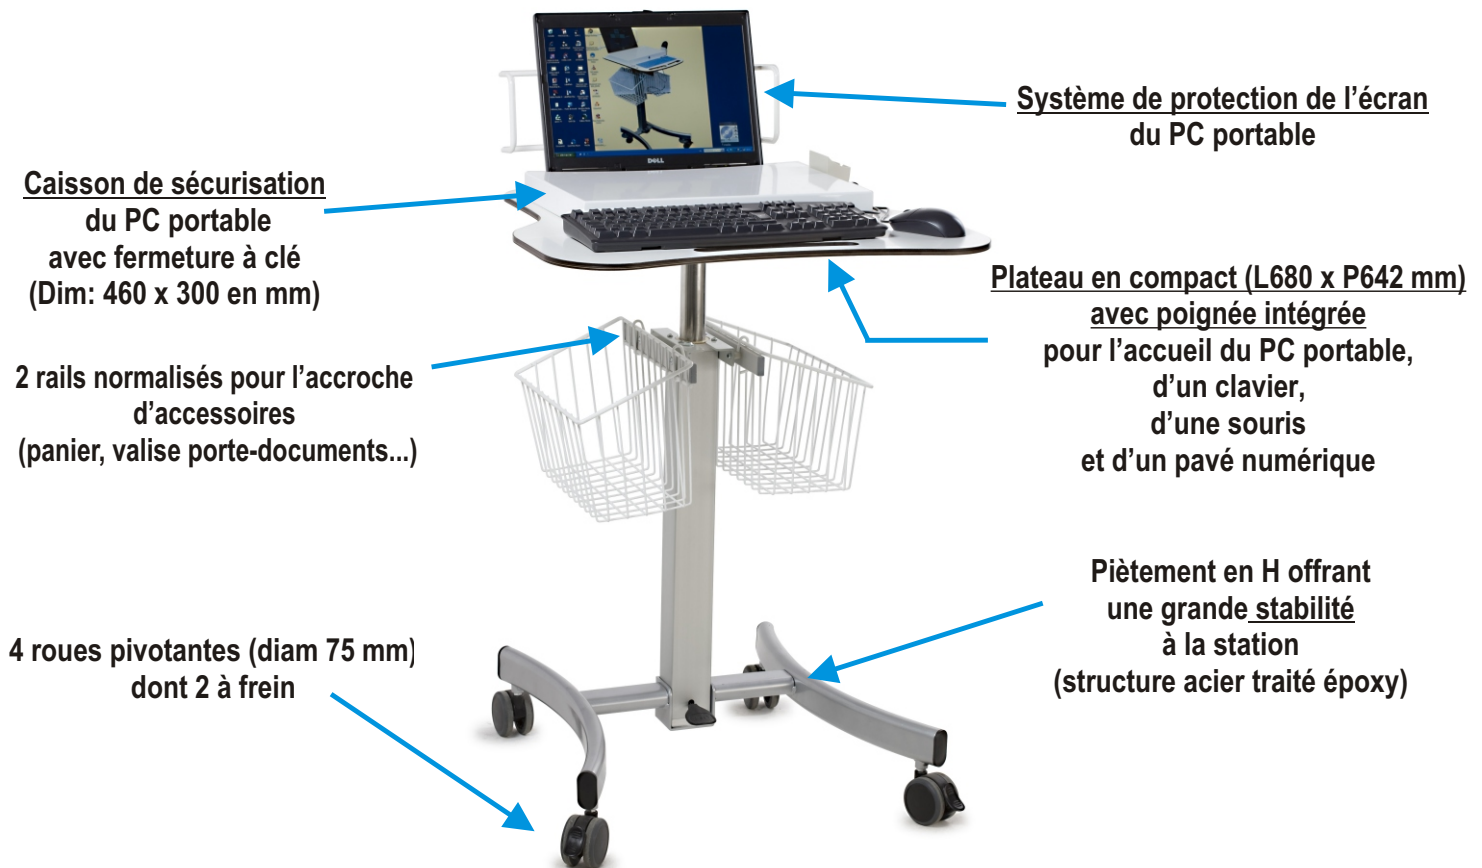 Système de protection de l’écran
du PC portable
Caisson de sécurisation
du PC portable
avec fermeture à clé
(Dim: 460 x 300 en mm)
Plateau en compact (L680 x P642 mm)
avec poignée intégrée
pour l’accueil du PC portable,
d’un clavier,
d’une souris
et d’un pavé numérique
2 rails normalisés pour l’accroche
d’accessoires
(panier, valise porte-documents...)
Piètement en H offrant
une grande stabilité
à la station
(structure acier traité époxy)
4 roues pivotantes (diam 75 mm)
dont 2 à frein
DELL